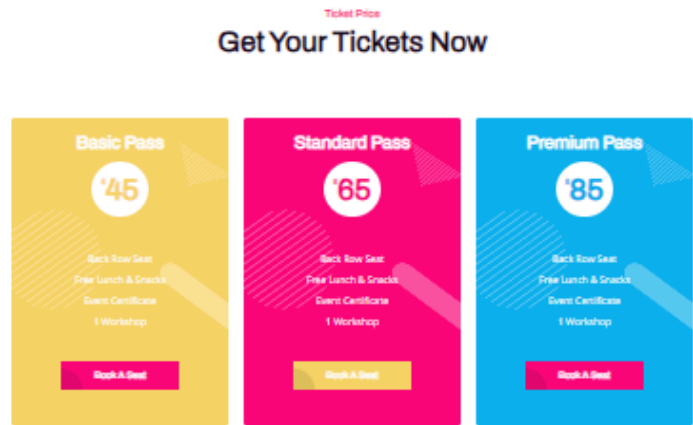 Ticket Price
Get Your Tickets Now
Basic Pass
45
Back Row Seat
Free Lunch & Snacks
Event Certificate
1 Workshop
Book A Seat
Standard Pass
65
Back Row Seat
Free Lunch & Snacks
Event Certificate
1 Workshop
Book A Seat
Premium Pass
85
Back Row Seat
Free Lunch & Snacks
Event Certificate
1 Workshop
Book A Seat